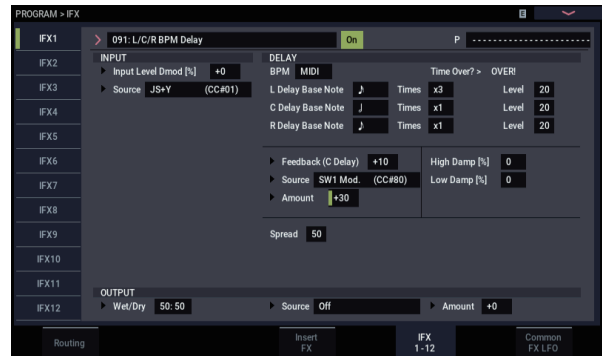 PROGRAM > IFX E
IFX1 091: L/C/R BPM Delay On P -----------------------
IFX2 INPUT DELAY
Input Level Dmod [%] +0 BPM MIDI Time Over? > OVER!
IFX3 Source JS+Y (CC#01) L Delay Base Note ♪ Times x3 Level 20
IFX4 C Delay Base Note 𝅗𝅥 Times x1 Level 20
IFX5 R Delay Base Note ♪ Times x1 Level 20
IFX6 Feedback (C Delay) +10 High Damp [%] 0
IFX7 Source SW1 Mod. (CC#80) Low Damp [%] 0
IFX8 Amount +30
IFX9 Spread 50
IFX10
IFX11
OUTPUT
IFX12 Wet/Dry 50: 50 Source Off Amount +0
Routing Insert FX IFX 1-12 Common FX LFO